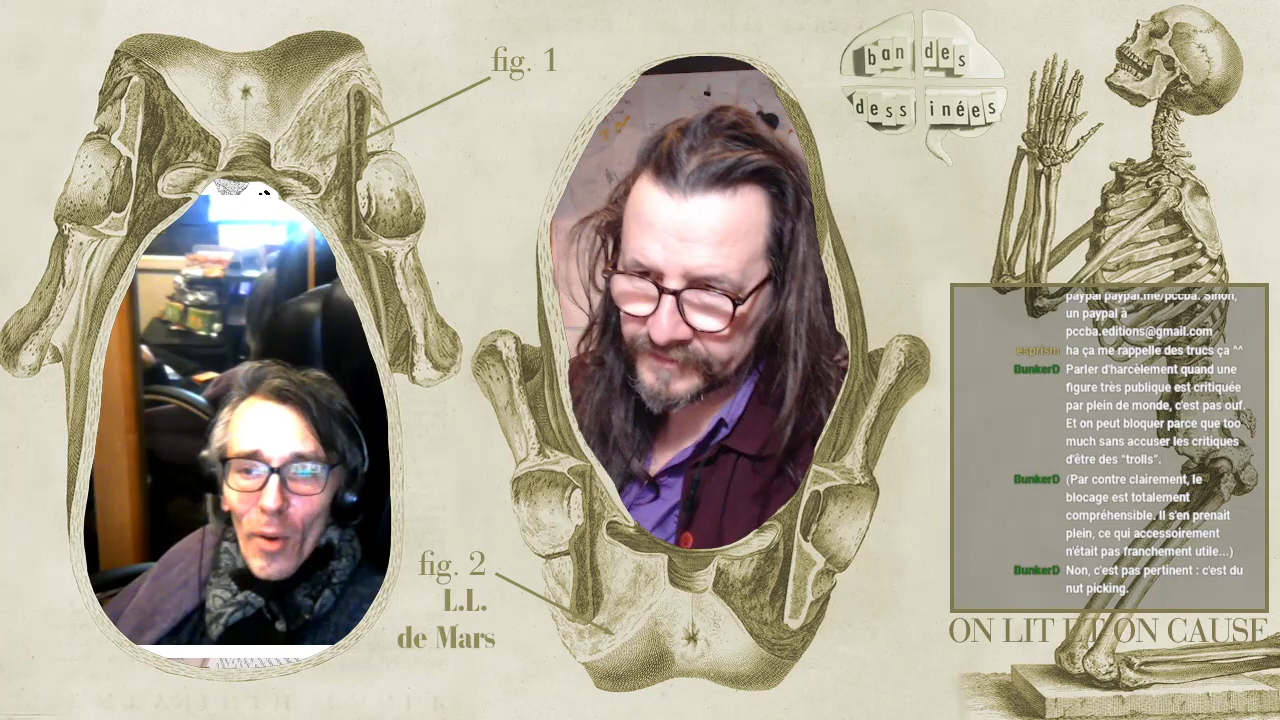 fig. 1
ban des
dess inées
paypal paypal.me/pccba. Sinon,
un paypal à
pccba.editions@gmail.com
esprism ha ça me rappelle des trucs ça ^^
BunkerD Parler d'harcèlement quand une
figure très publique est critiquée
par plein de monde, c'est pas ouf.
Et on peut bloquer parce que too
much sans accuser les critiques
d'être des "trolls".
BunkerD (Par contre clairement, le
blocage est totalement
compréhensible. Il s'en prenait
plein, ce qui accessoirement
n'était pas franchement utile...)
BunkerD Non, c'est pas pertinent : c'est du
nut picking.
fig. 2
L.L.
de Mars
ON LIT ET ON CAUSE